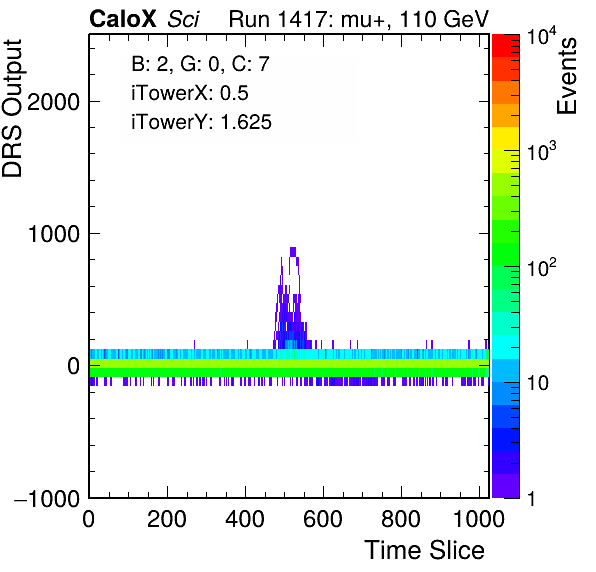 CaloX Sci Run 1417: mu+, 110 GeV
B: 2, G: 0, C: 7
iTowerX: 0.5
iTowerY: 1.625
DRS Output
2000
1000
0
−1000
0 200 400 600 800 1000
Time Slice
Events
10^4
10^3
10^2
10
1